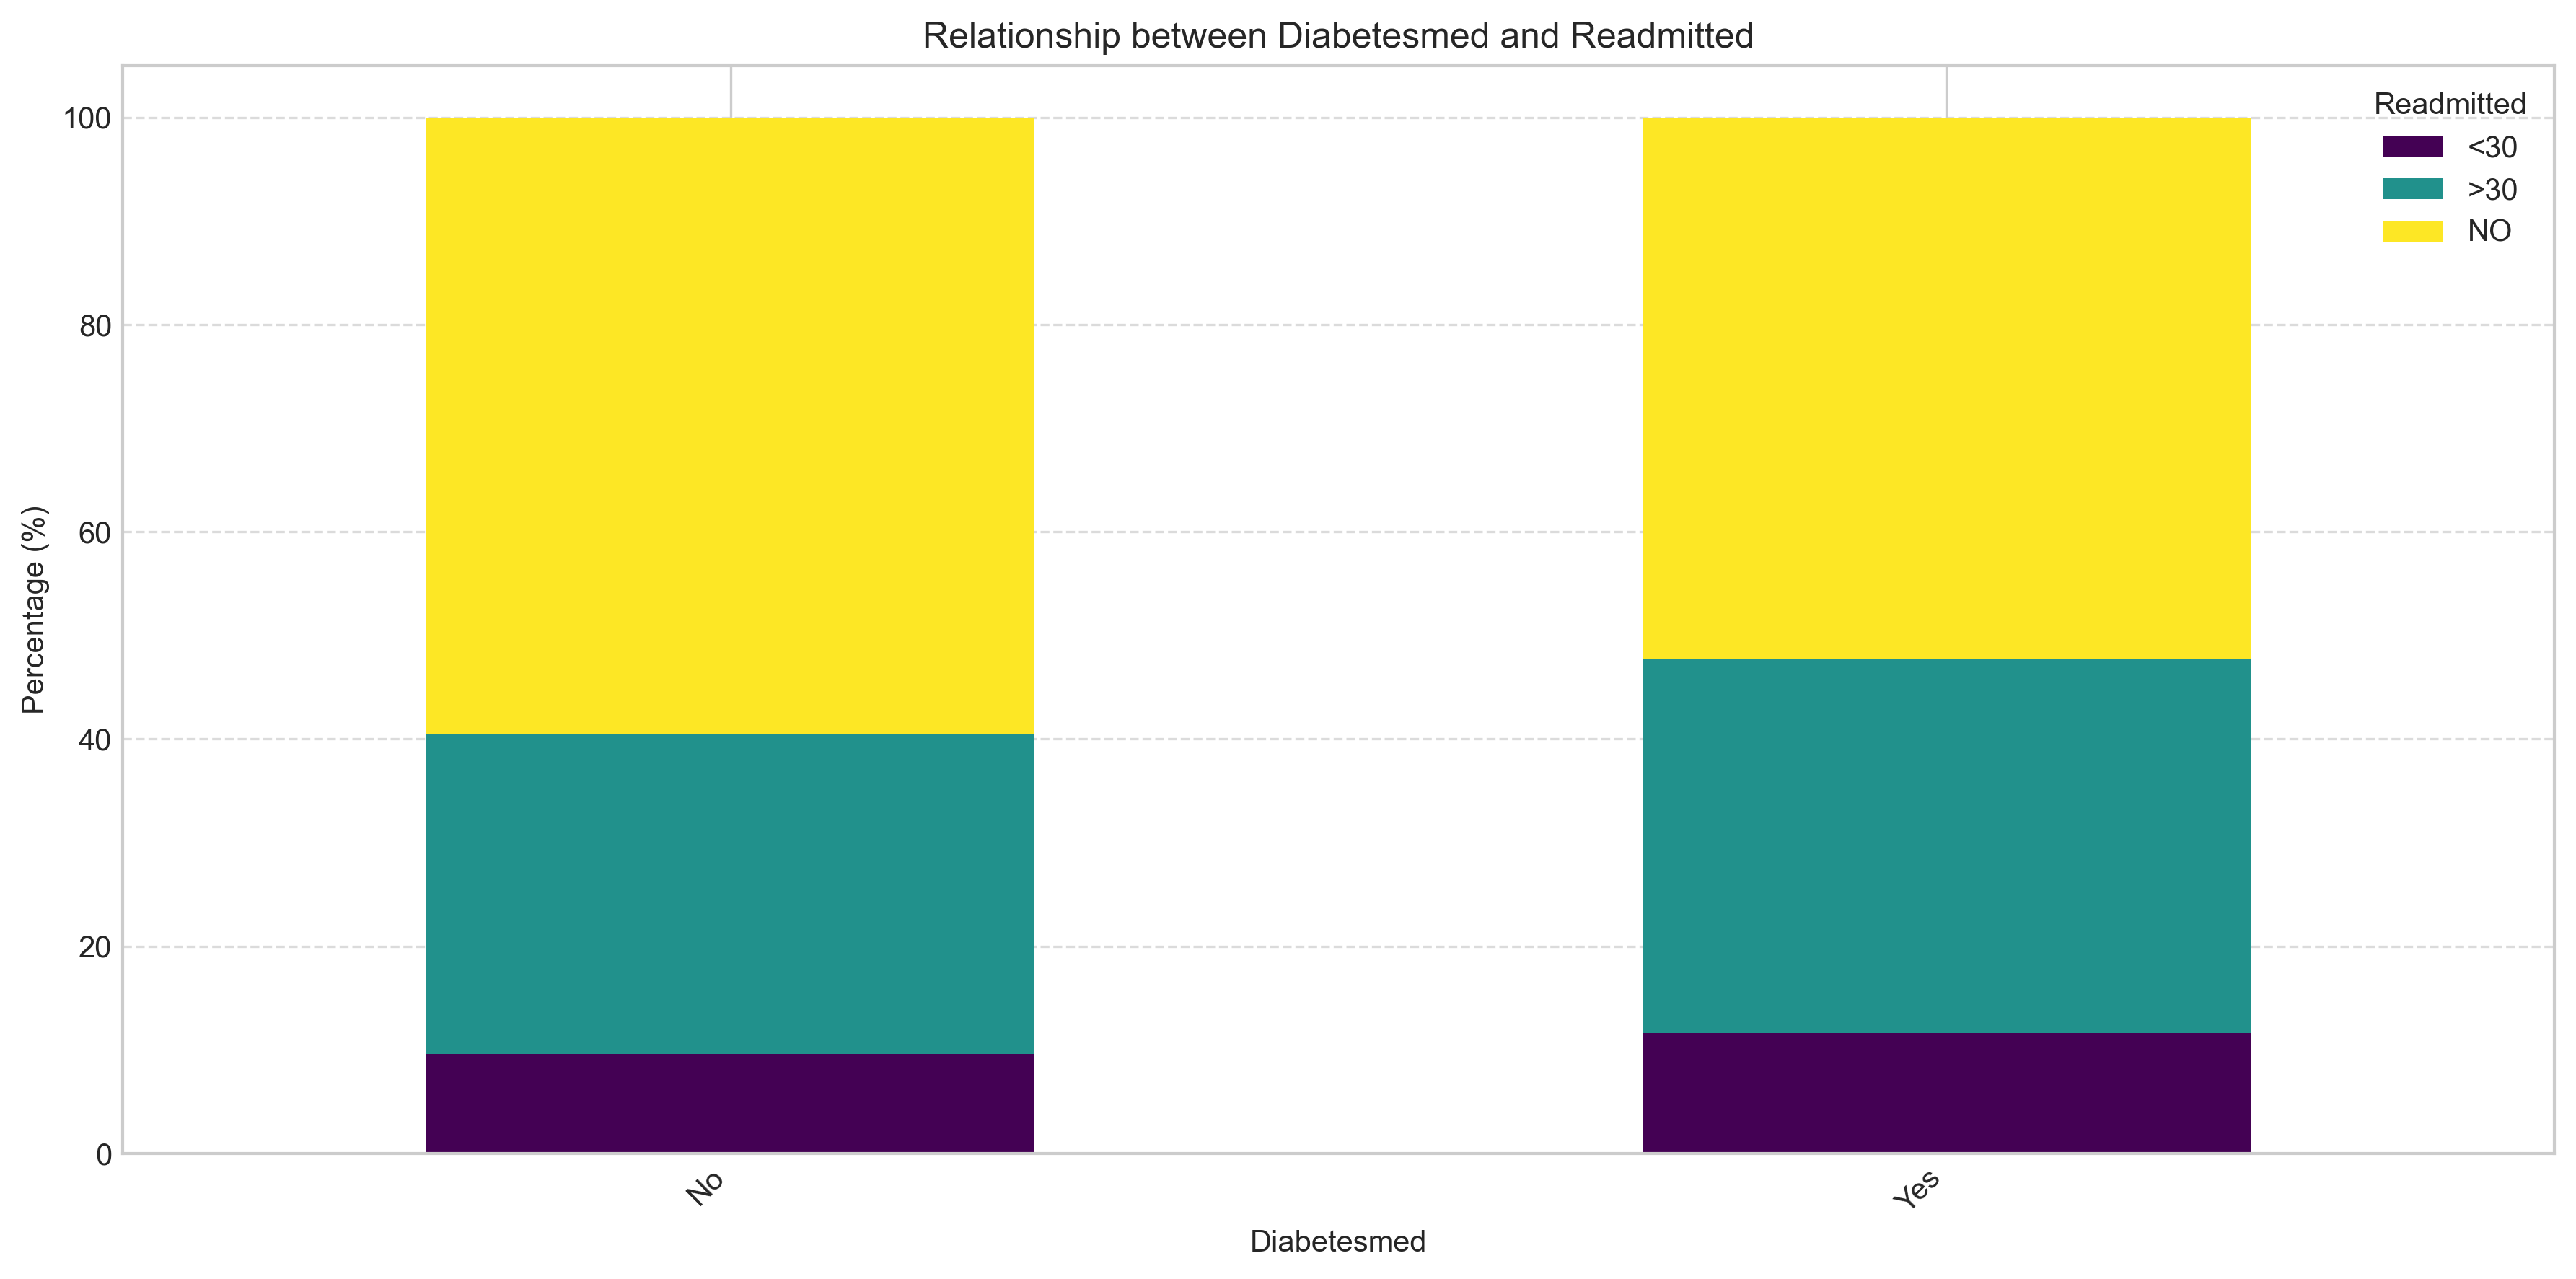 Relationship between Diabetesmed and Readmitted
Readmitted
<30
>30
NO
100
80
60
40
20
0
Percentage (%)
No
Yes
Diabetesmed